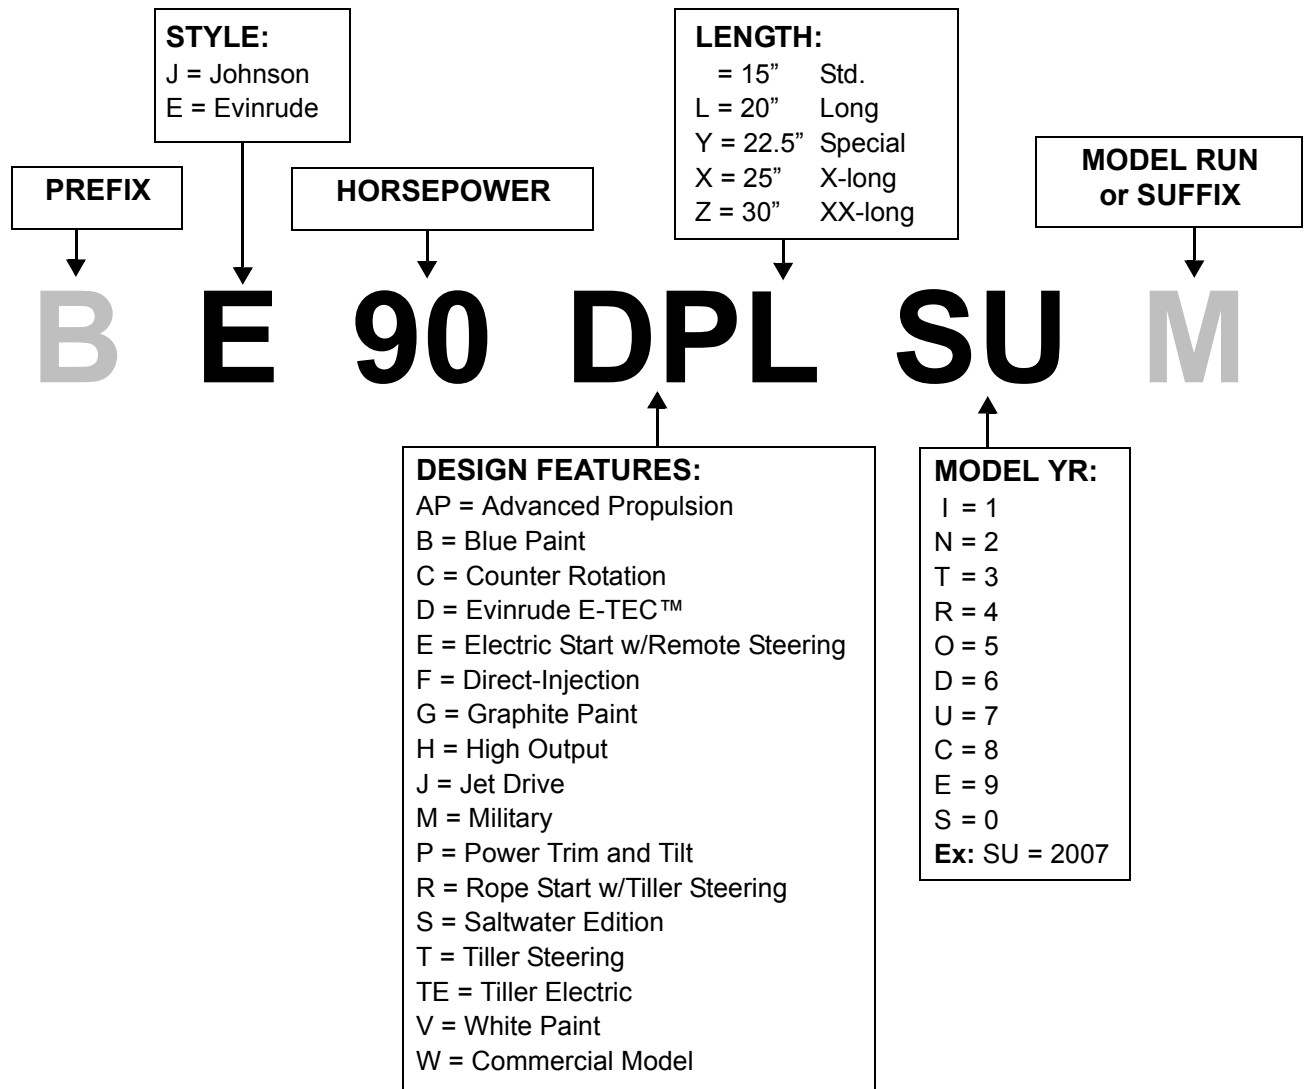 STYLE:
J = Johnson
E = Evinrude
LENGTH:
= 15” Std.
L = 20” Long
Y = 22.5” Special
X = 25” X-long
Z = 30” XX-long
PREFIX
HORSEPOWER
MODEL RUN
or SUFFIX
B E 90 DPL SU M
DESIGN FEATURES:
AP = Advanced Propulsion
B = Blue Paint
C = Counter Rotation
D = Evinrude E-TEC™
E = Electric Start w/Remote Steering
F = Direct-Injection
G = Graphite Paint
H = High Output
J = Jet Drive
M = Military
P = Power Trim and Tilt
R = Rope Start w/Tiller Steering
S = Saltwater Edition
T = Tiller Steering
TE = Tiller Electric
V = White Paint
W = Commercial Model
MODEL YR:
I = 1
N = 2
T = 3
R = 4
O = 5
D = 6
U = 7
C = 8
E = 9
S = 0
Ex: SU = 2007